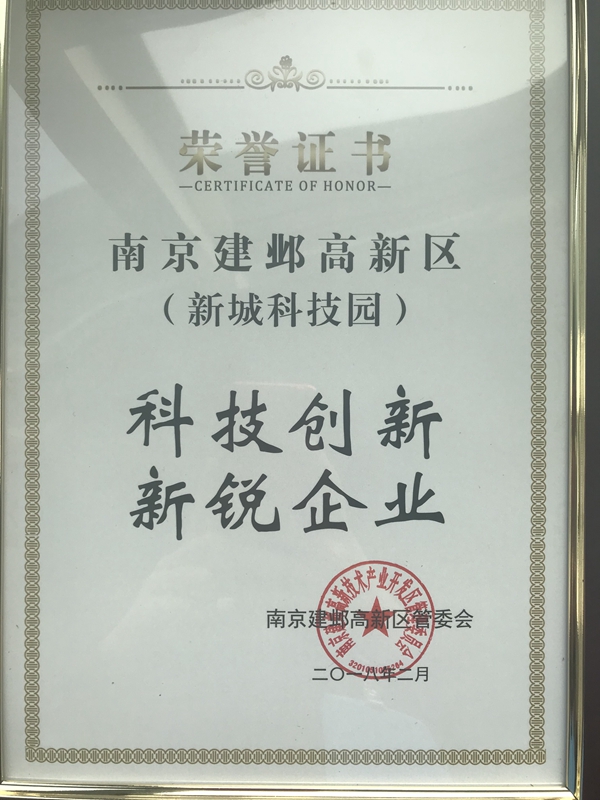 荣誉证书
—CERTIFICATE OF HONOR—
南京建邺高新区
（新城科技园）
科技创新
新锐企业
南京建邺高新区管委会
二〇一八年二月